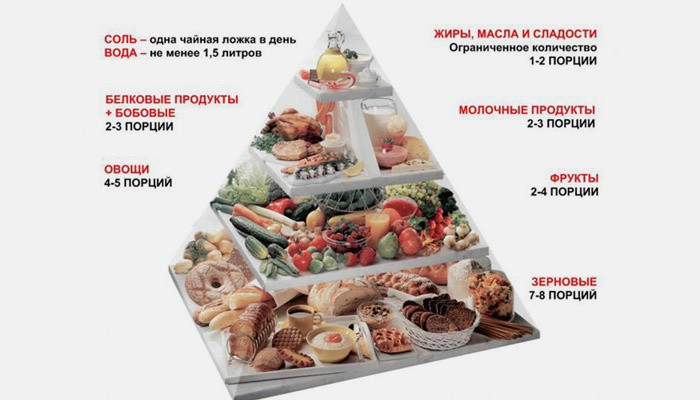 СОЛЬ – одна чайная ложка в день
ВОДА – не менее 1,5 литров
ЖИРЫ, МАСЛА И СЛАДОСТИ
Ограниченное количество
1-2 ПОРЦИИ
БЕЛКОВЫЕ ПРОДУКТЫ
+ БОБОВЫЕ
2-3 ПОРЦИИ
МОЛОЧНЫЕ ПРОДУКТЫ
2-3 ПОРЦИИ
ОВОЩИ
4-5 ПОРЦИЙ
ФРУКТЫ
2-4 ПОРЦИИ
ЗЕРНОВЫЕ
7-8 ПОРЦИЙ